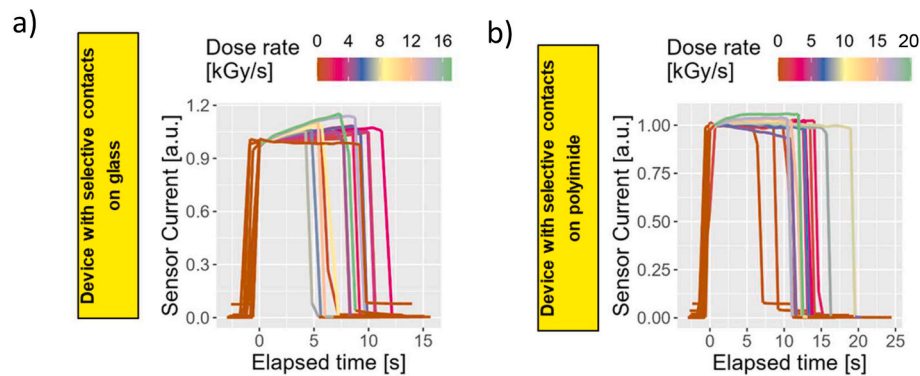 a)
Device with selective contacts
on glass
Dose rate
[kGy/s]
0 4 8 12 16
Sensor Current [a.u.]
1.2
0.9
0.6
0.3
0.0
0 5 10 15
Elapsed time [s]
b)
Device with selective contacts
on polyimide
Dose rate
[kGy/s]
0 5 10 15 20
Sensor Current [a.u.]
1.00
0.75
0.50
0.25
0.00
0 5 10 15 20 25
Elapsed time [s]